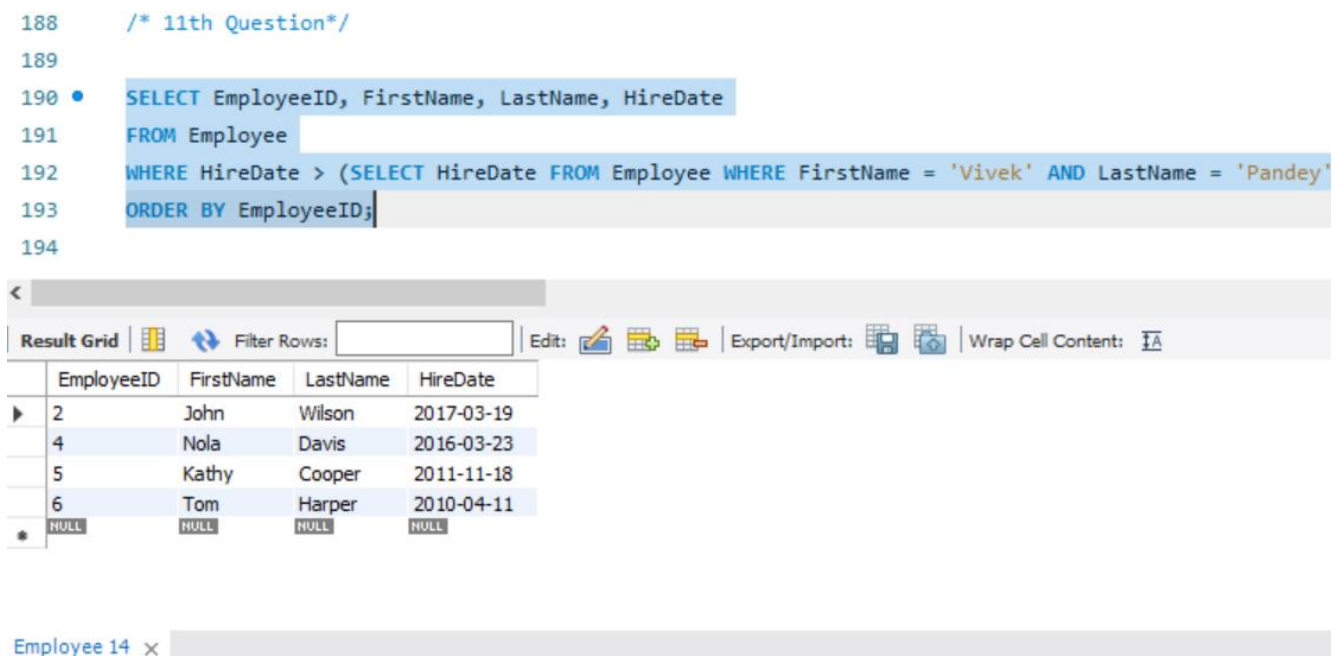 188 /* 11th Question*/
189
190 SELECT EmployeeID, FirstName, LastName, HireDate
191 FROM Employee
192 WHERE HireDate > (SELECT HireDate FROM Employee WHERE FirstName = 'Vivek' AND LastName = 'Pandey'
193 ORDER BY EmployeeID;
194
Result Grid Filter Rows: Edit: Export/Import: Wrap Cell Content: IA
EmployeeID FirstName LastName HireDate
2 John Wilson 2017-03-19
4 Nola Davis 2016-03-23
5 Kathy Cooper 2011-11-18
6 Tom Harper 2010-04-11
NULL NULL NULL NULL
Employee 14 ×